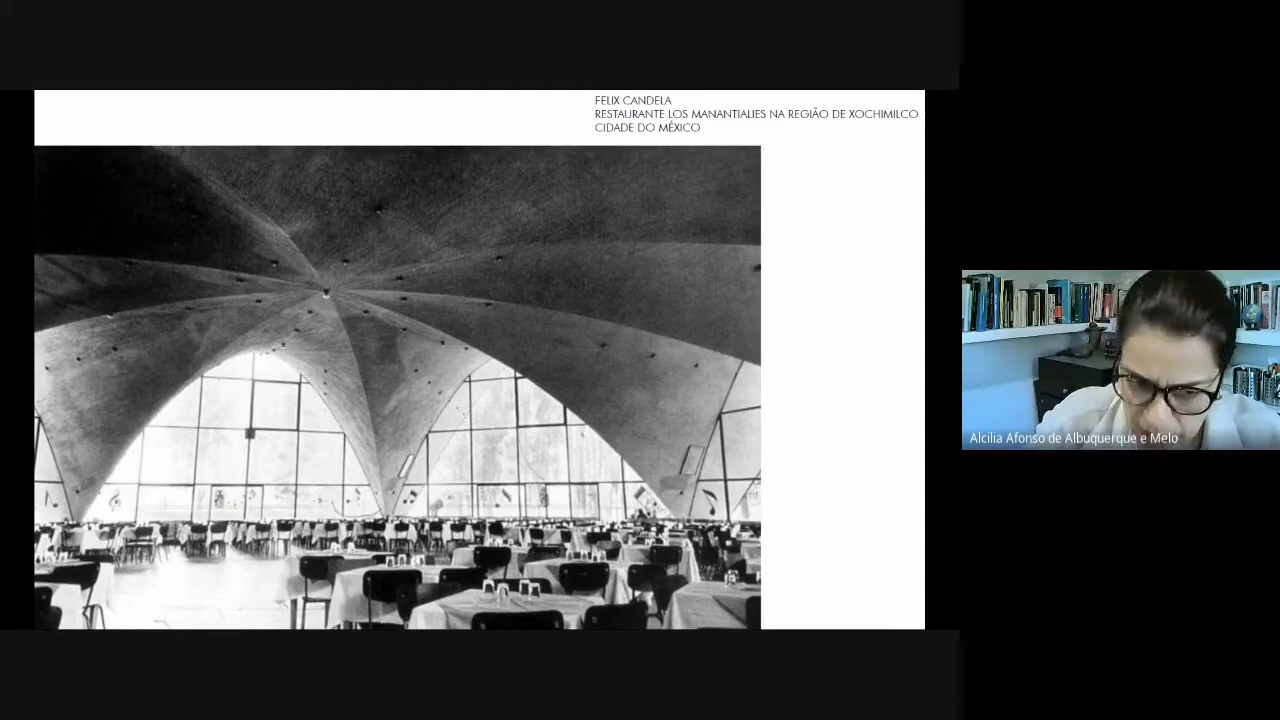 FELIX CANDELA
RESTAURANTE LOS MANANTIALIES NA REGIÃO DE XOCHIMILCO
CIDADE DO MÉXICO
Alcilia Afonso de Albuquerque e Melo